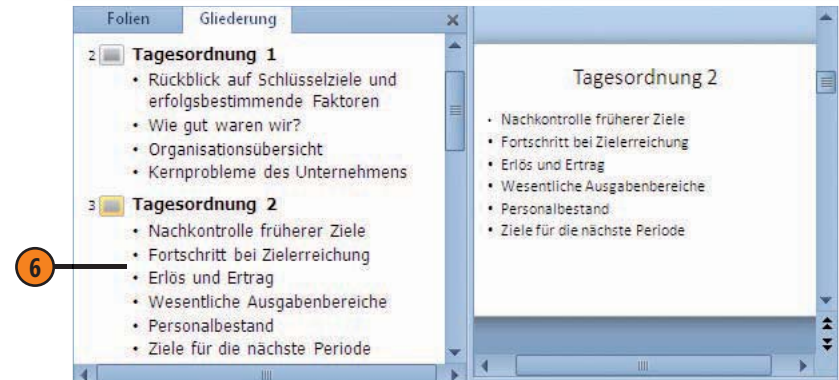 Folien Gliederung
2 Tagesordnung 1
• Rückblick auf Schlüsselziele und
erfolgsbestimmende Faktoren
• Wie gut waren wir?
• Organisationsübersicht
• Kernprobleme des Unternehmens
3 Tagesordnung 2
• Nachkontrolle früherer Ziele
• Fortschritt bei Zielerreichung
• Erlös und Ertrag
• Wesentliche Ausgabenbereiche
• Personalbestand
• Ziele für die nächste Periode
6
Tagesordnung 2
• Nachkontrolle früherer Ziele
• Fortschritt bei Zielerreichung
• Erlös und Ertrag
• Wesentliche Ausgabenbereiche
• Personalbestand
• Ziele für die nächste Periode